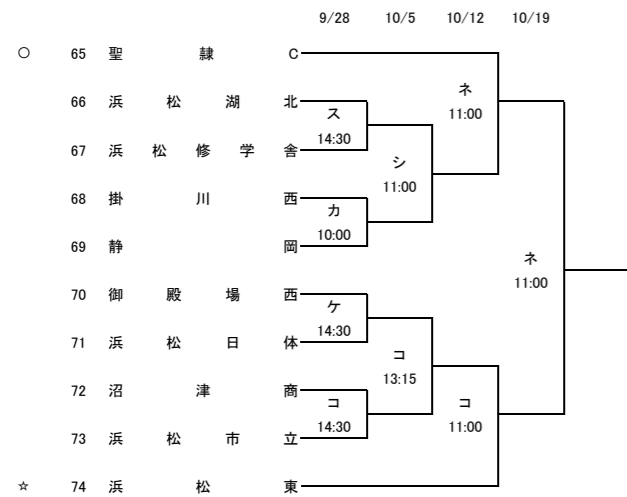 9/28 10/5 10/12 10/19
○ 65 聖隷C
ネ
66 浜松湖北
11:00
ス
14:30
67 浜松修学舎
シ
11:00
68 掛川西
カ
10:00
69 静岡
ネ
11:00
70 御殿場西
ケ
14:30
71 浜松日体
コ
13:15
72 沼津商
コ コ
14:30 11:00
73 浜松市立
☆ 74 浜松東